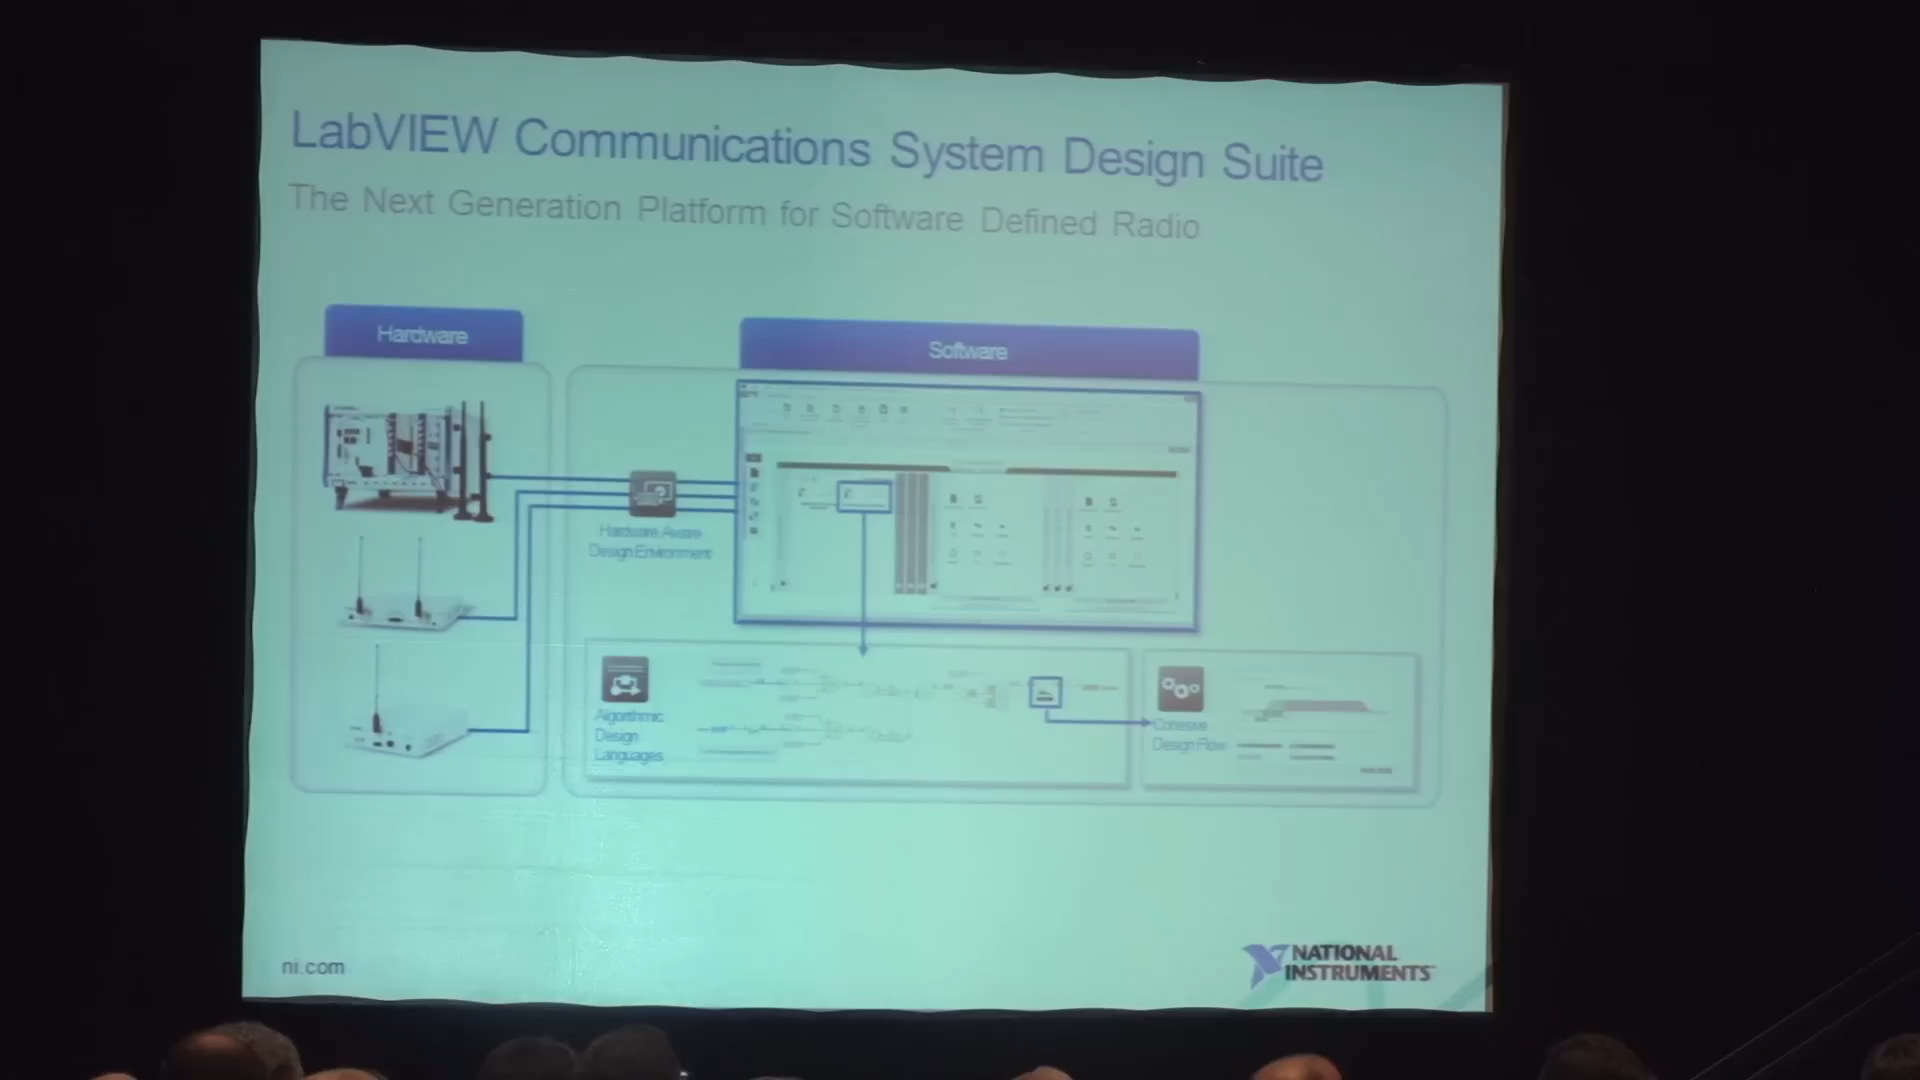 LabVIEW Communications System Design Suite
The Next Generation Platform for Software Defined Radio
Hardware
Software
Hardware Aware
Design Environment
Algorithmic
Design
Languages
Cohesive
Design Flow
ni.com
NATIONAL
INSTRUMENTS™